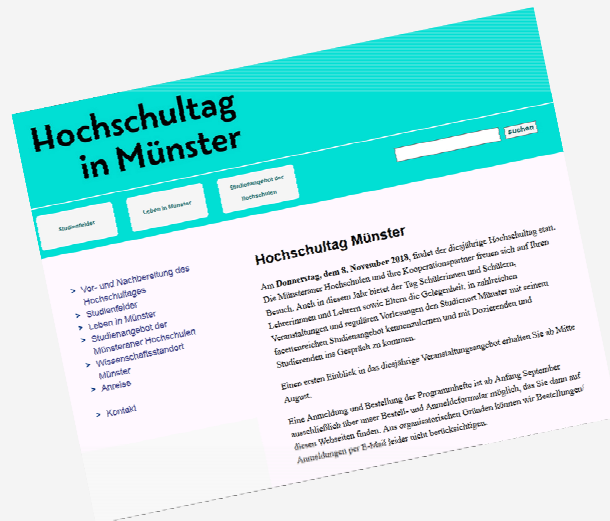 Hochschultag
in Münster
suchen
Studienfelder
Leben in Münster
Studienangebot der
Hochschulen
> Vor- und Nachbereitung des
Hochschultages
> Studienfelder
> Leben in Münster
> Studienangebot der
Münsteraner Hochschulen
> Wissenschaftsstandort
Münster
> Anreise
> Kontakt
Hochschultag Münster
Am Donnerstag, dem 8. November 2018, findet der diesjährige Hochschultag statt.
Die Münsteraner Hochschulen und ihre Kooperationspartner freuen sich auf Ihren
Besuch. Auch in diesem Jahr bietet der Tag Schülerinnen und Schülern,
Lehrerinnen und Lehrern sowie Eltern die Gelegenheit, in zahlreichen
Veranstaltungen und regulären Vorlesungen den Studienort Münster mit seinem
facettenreichen Studienangebot kennenzulernen und mit Dozierenden und
Studierenden ins Gespräch zu kommen.
Einen ersten Einblick in das diesjährige Veranstaltungsangebot erhalten Sie ab Mitte
August.
Eine Anmeldung und Bestellung der Programmhefte ist ab Anfang September
ausschließlich über unser Bestell- und Anmeldeformular möglich, das Sie dann auf
diesen Webseiten finden. Aus organisatorischen Gründen können wir Bestellungen/
Anmeldungen per E-Mail leider nicht berücksichtigen.